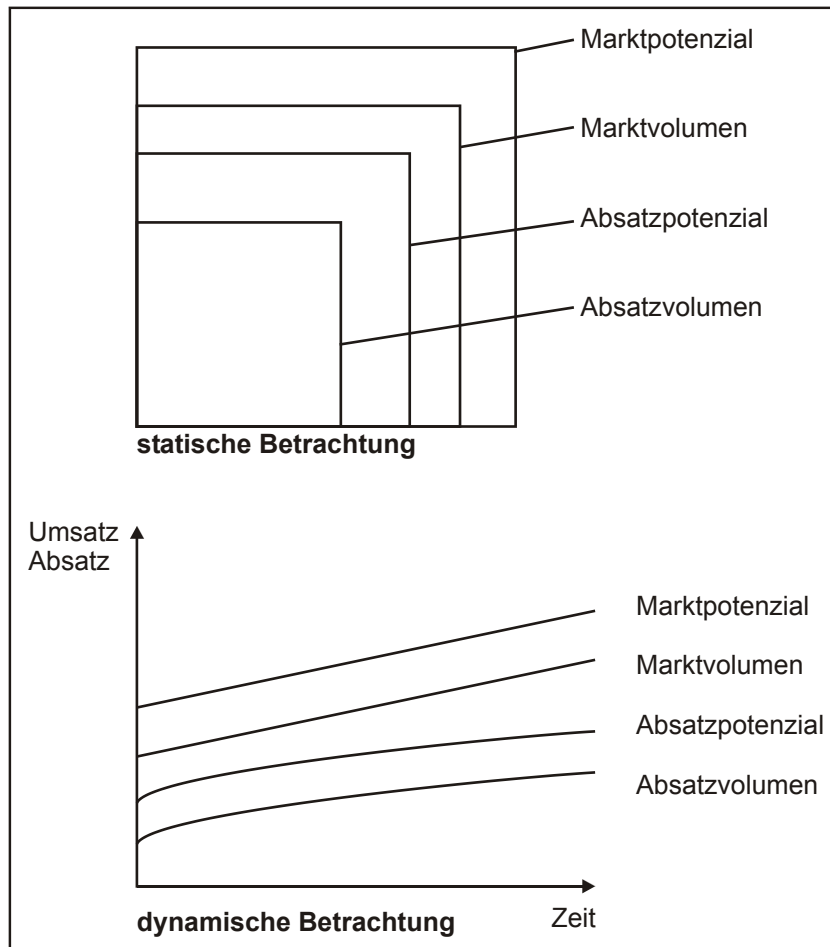 Marktpotenzial
Marktvolumen
Absatzpotenzial
Absatzvolumen
statische Betrachtung
Umsatz
Absatz
Marktpotenzial
Marktvolumen
Absatzpotenzial
Absatzvolumen
Zeit
dynamische Betrachtung